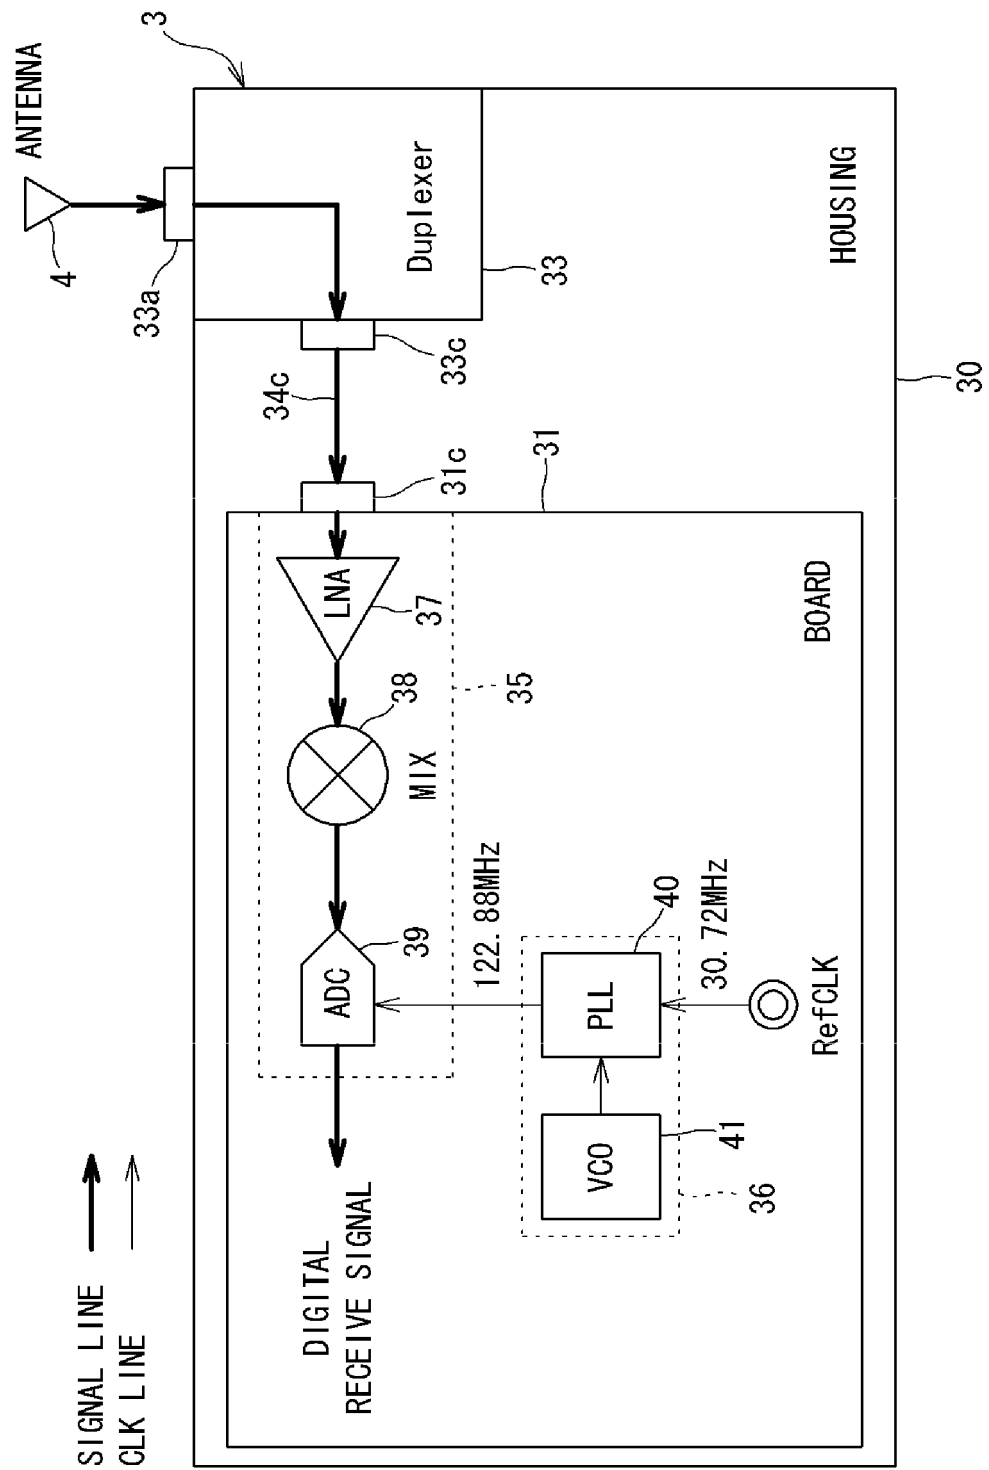 SIGNAL LINE
CLK LINE
ANTENNA
3
4
33a
Duplexer
33
33c
34c
31c
31
HOUSING
30
LNA
37
38
MIX
35
ADC
39
DIGITAL
RECEIVE SIGNAL
122. 88MHz
PLL
40
30. 72MHz
RefCLK
VCO
41
36
BOARD